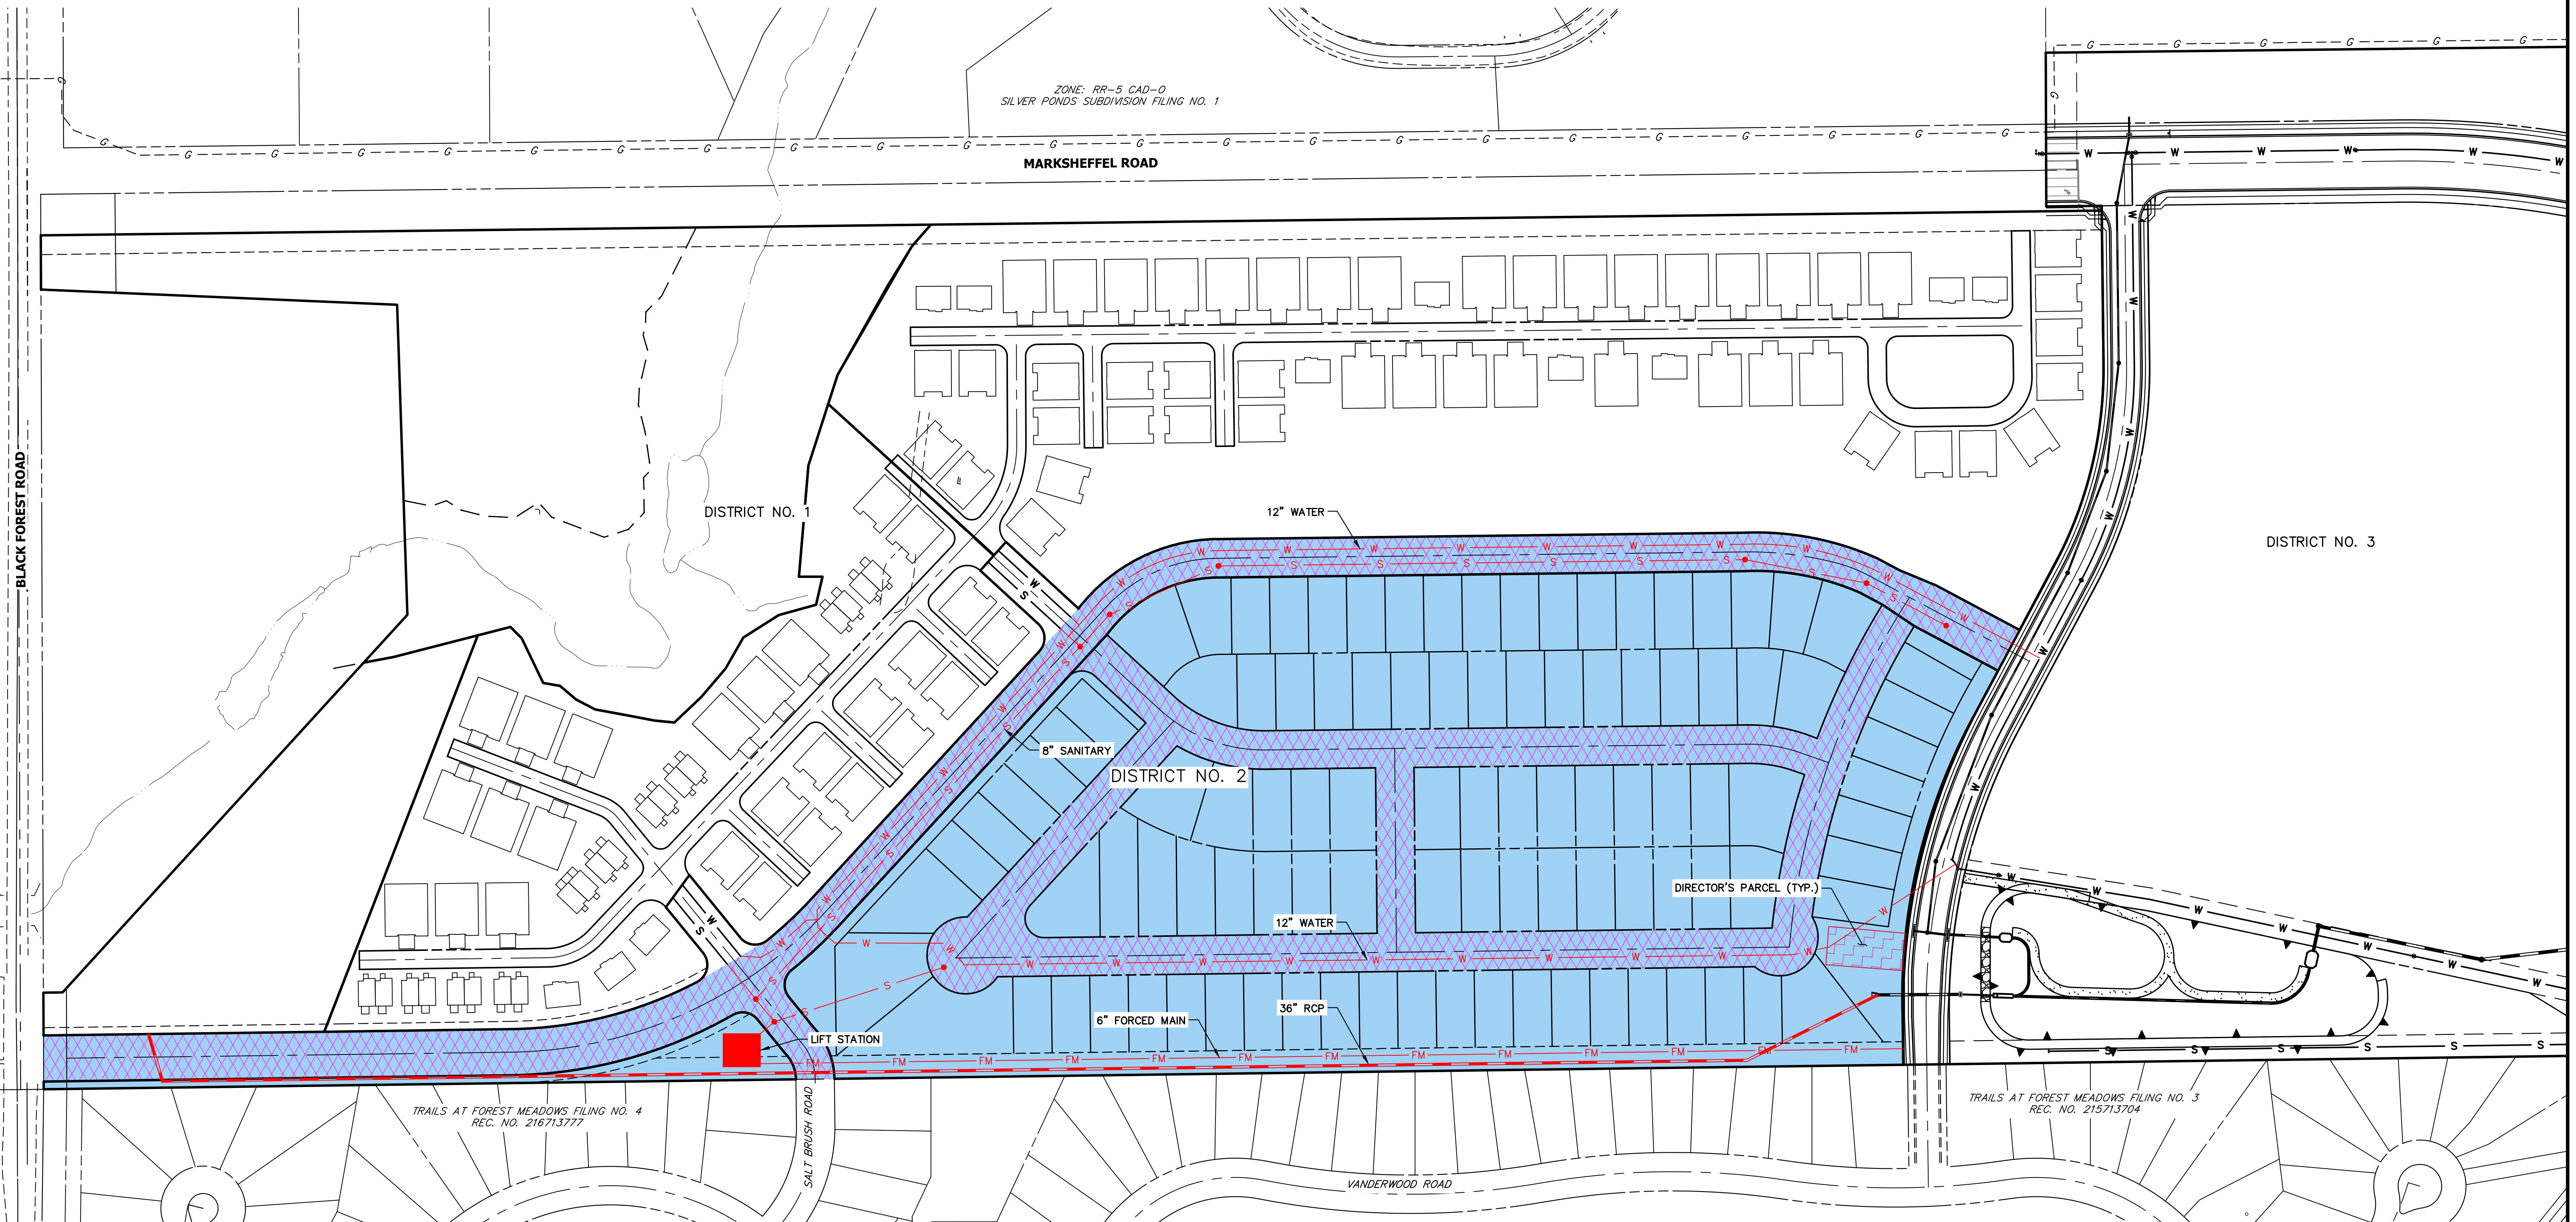 ZONE: RR-5 CAD-O
SILVER PONDS SUBDIVISION FILING NO. 1
MARKSHEFFEL ROAD
BLACK FOREST ROAD
DISTRICT NO. 1
12" WATER
DISTRICT NO. 3
8" SANITARY
DISTRICT NO. 2
DIRECTOR'S PARCEL (TYP.)
12" WATER
36" RCP
6" FORCED MAIN
LIFT STATION
TRAILS AT FOREST MEADOWS FILING NO. 4
REC. NO. 216713777
SALT BRUSH ROAD
TRAILS AT FOREST MEADOWS FILING NO. 3
REC. NO. 215713704
VANDERWOOD ROAD